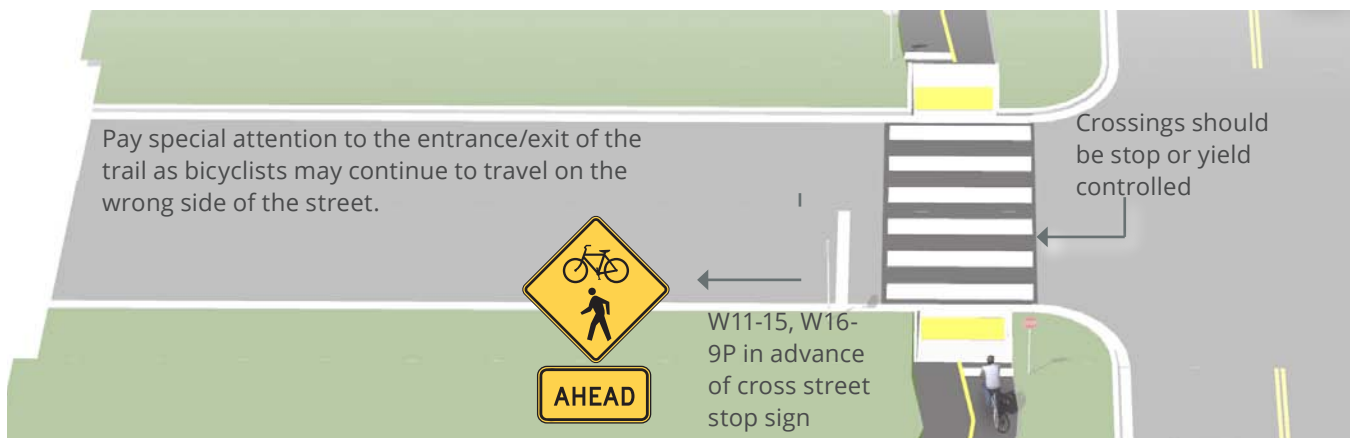 Pay special attention to the entrance/exit of the
trail as bicyclists may continue to travel on the
wrong side of the street.
Crossings should
be stop or yield
controlled
W11-15, W16-
9P in advance
of cross street
stop sign
AHEAD